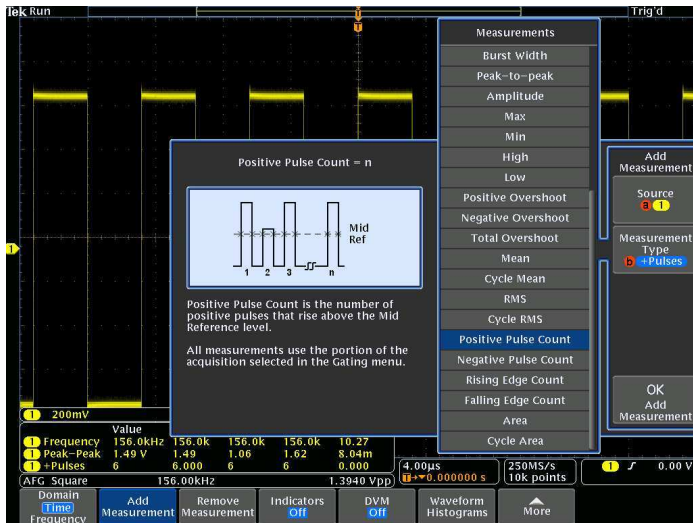 Tek Run
Trig'd
Measurements
Burst Width
Peak-to-peak
Amplitude
Max
Min
High
Low
Positive Overshoot
Negative Overshoot
Total Overshoot
Mean
Cycle Mean
RMS
Cycle RMS
Positive Pulse Count
Negative Pulse Count
Rising Edge Count
Falling Edge Count
Area
Cycle Area
Positive Pulse Count = n
Mid
Ref
1 2 3 n
Positive Pulse Count is the number of
positive pulses that rise above the Mid
Reference level.
All measurements use the portion of the
acquisition selected in the Gating menu.
Add
Measurement
Source
a 1
Measurement
Type
b +Pulses
OK
Add
Measurement
T
T
1
1 200mV
Value
1 Frequency 156.0kHz 156.0k 156.0k 156.0k 10.27
1 Peak-Peak 1.49 V 1.49 1.06 1.62 8.04m
1 +Pulses 6 6.000 6 6 0.000
4.00µs
T→▼0.000000 s
250MS/s
10k points
1 0.00 V
AFG Square 156.00kHz 1.3940 Vpp
Domain
Time
Frequency
Add
Measurement
Remove
Measurement
Indicators
Off
DVM
Off
Waveform
Histograms
More